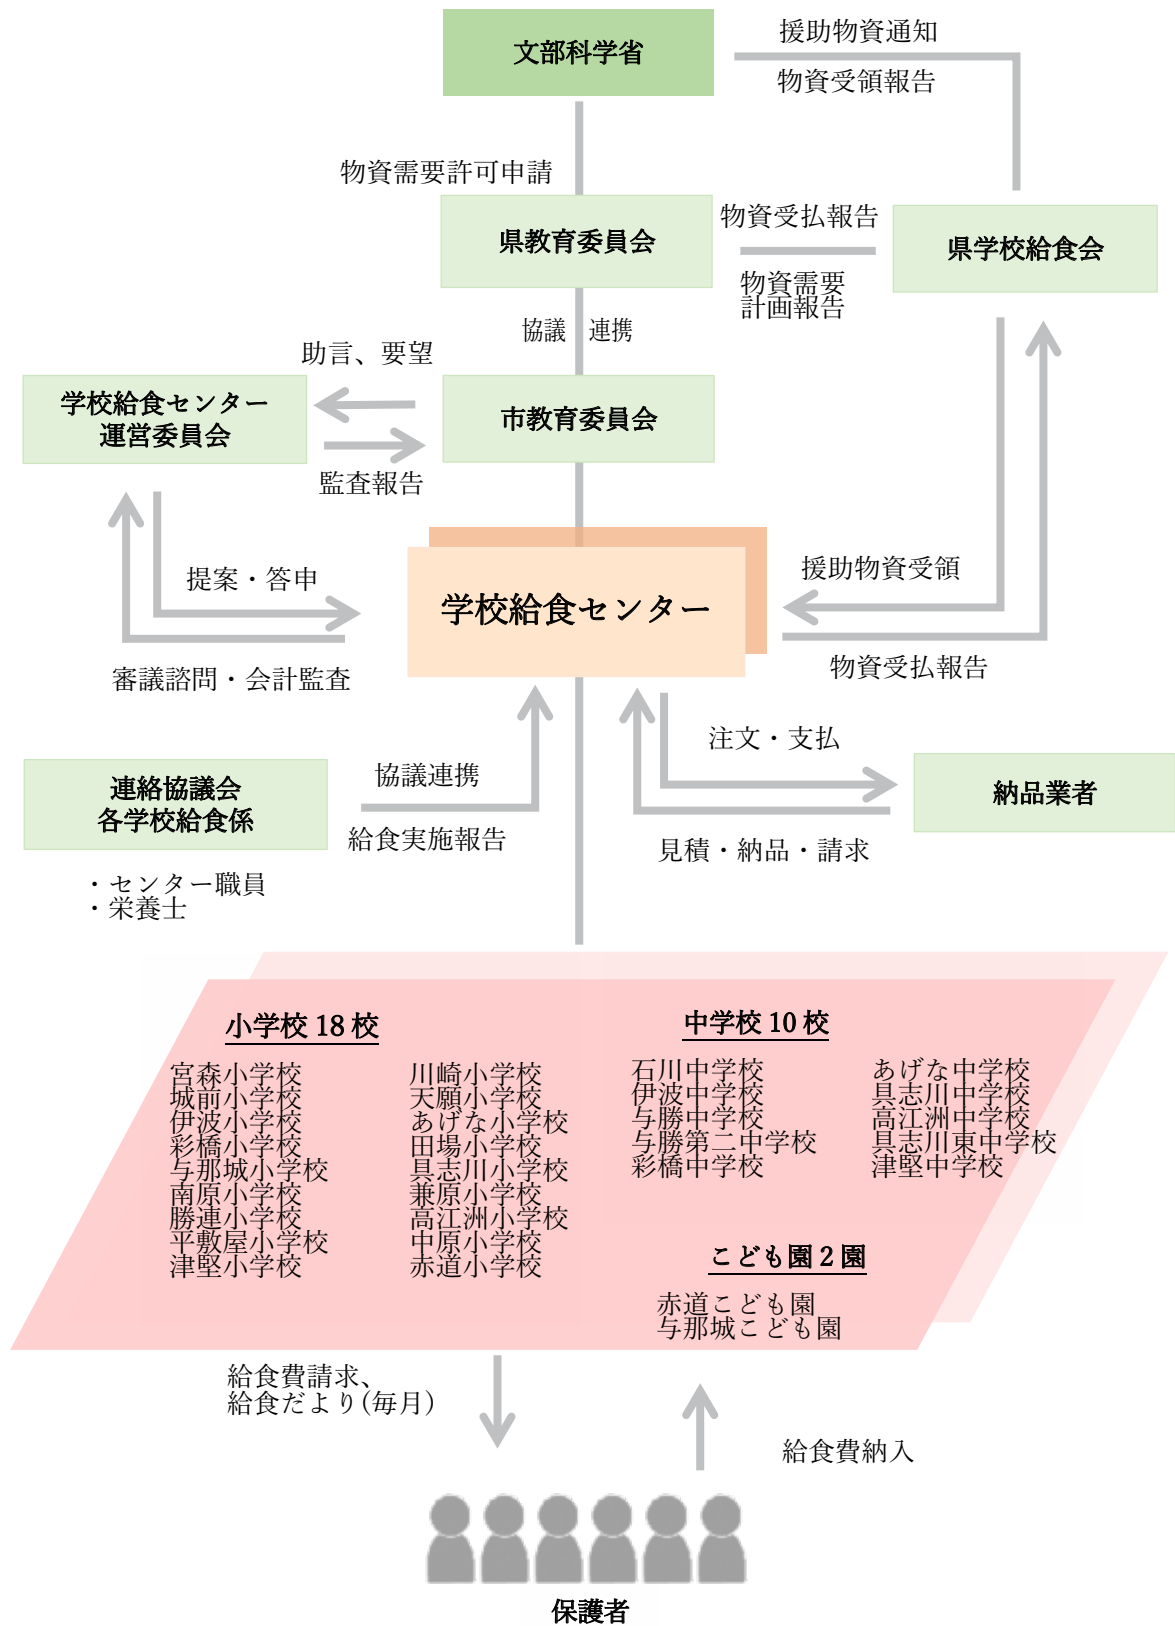 文部科学省
援助物資通知
物資受領報告
物資需要許可申請
県教育委員会
物資受払報告
物資需要
計画報告
県学校給食会
協議 連携
助言、要望
学校給食センター
運営委員会
市教育委員会
監査報告
提案・答申
審議諮問・会計監査
学校給食センター
援助物資受領
物資受払報告
連絡協議会
各学校給食係
・センター職員
・栄養士
協議連携
給食実施報告
注文・支払
見積・納品・請求
納品業者
小学校 18 校
宮森小学校
城前小学校
伊波小学校
彩橋小学校
与那城小学校
南原小学校
勝連小学校
平敷屋小学校
津堅小学校
川崎小学校
天願小学校
あげな小学校
田場小学校
具志川小学校
兼原小学校
高江洲小学校
中原小学校
赤道小学校
中学校 10 校
石川中学校
伊波中学校
与勝中学校
与勝第二中学校
彩橋中学校
あげな中学校
具志川中学校
高江洲中学校
具志川東中学校
津堅中学校
こども園 2 園
赤道こども園
与那城こども園
給食費請求、
給食だより(毎月)
給食費納入
保護者